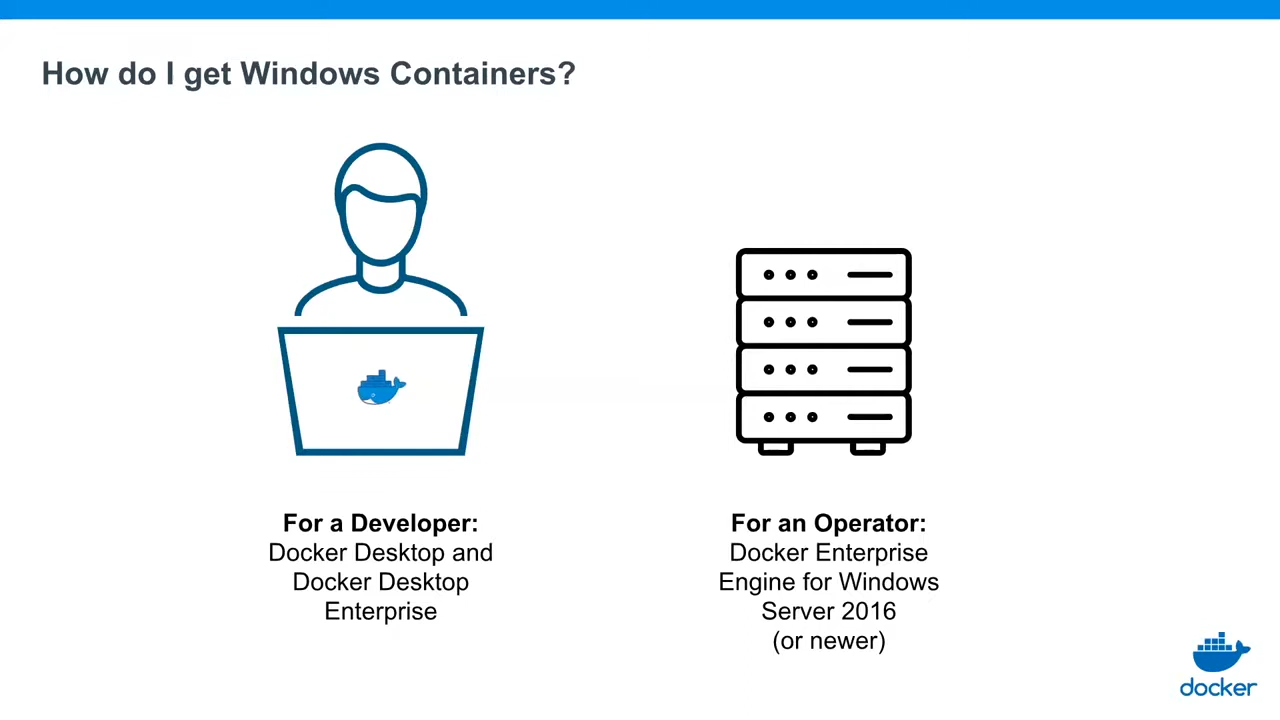 How do I get Windows Containers?
For a Developer:
Docker Desktop and
Docker Desktop
Enterprise
For an Operator:
Docker Enterprise
Engine for Windows
Server 2016
(or newer)
docker